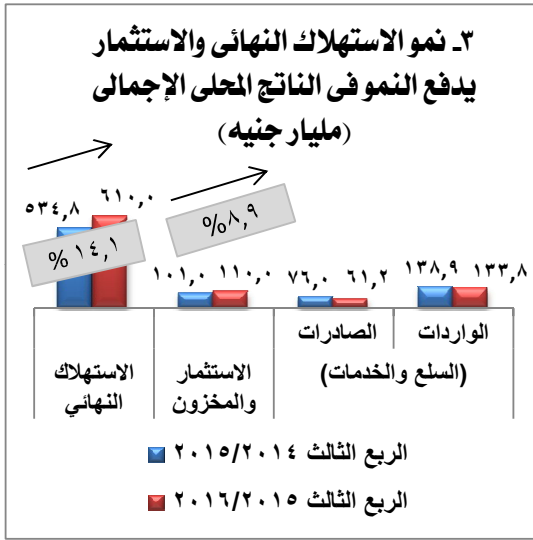 ٣ـ نمو الاستهلاك النهائى والاستثمار
يدفع النمو فى الناتج المحلى الإجمالى
(مليار جنيه)
٥٣٤,٨
٦١٠,٠
%١٤,١
١٠١,٠
١١٠,٠
%٨,٩
٧٦,٠
٦١,٢
١٣٨,٩
١٣٣,٨
الاستهلاك
النهائي
الاستثمار
والمخزون
الصادرات
الواردات
(السلع والخدمات)
الربع الثالث ٢٠١٥/٢٠١٤
الربع الثالث ٢٠١٦/٢٠١٥